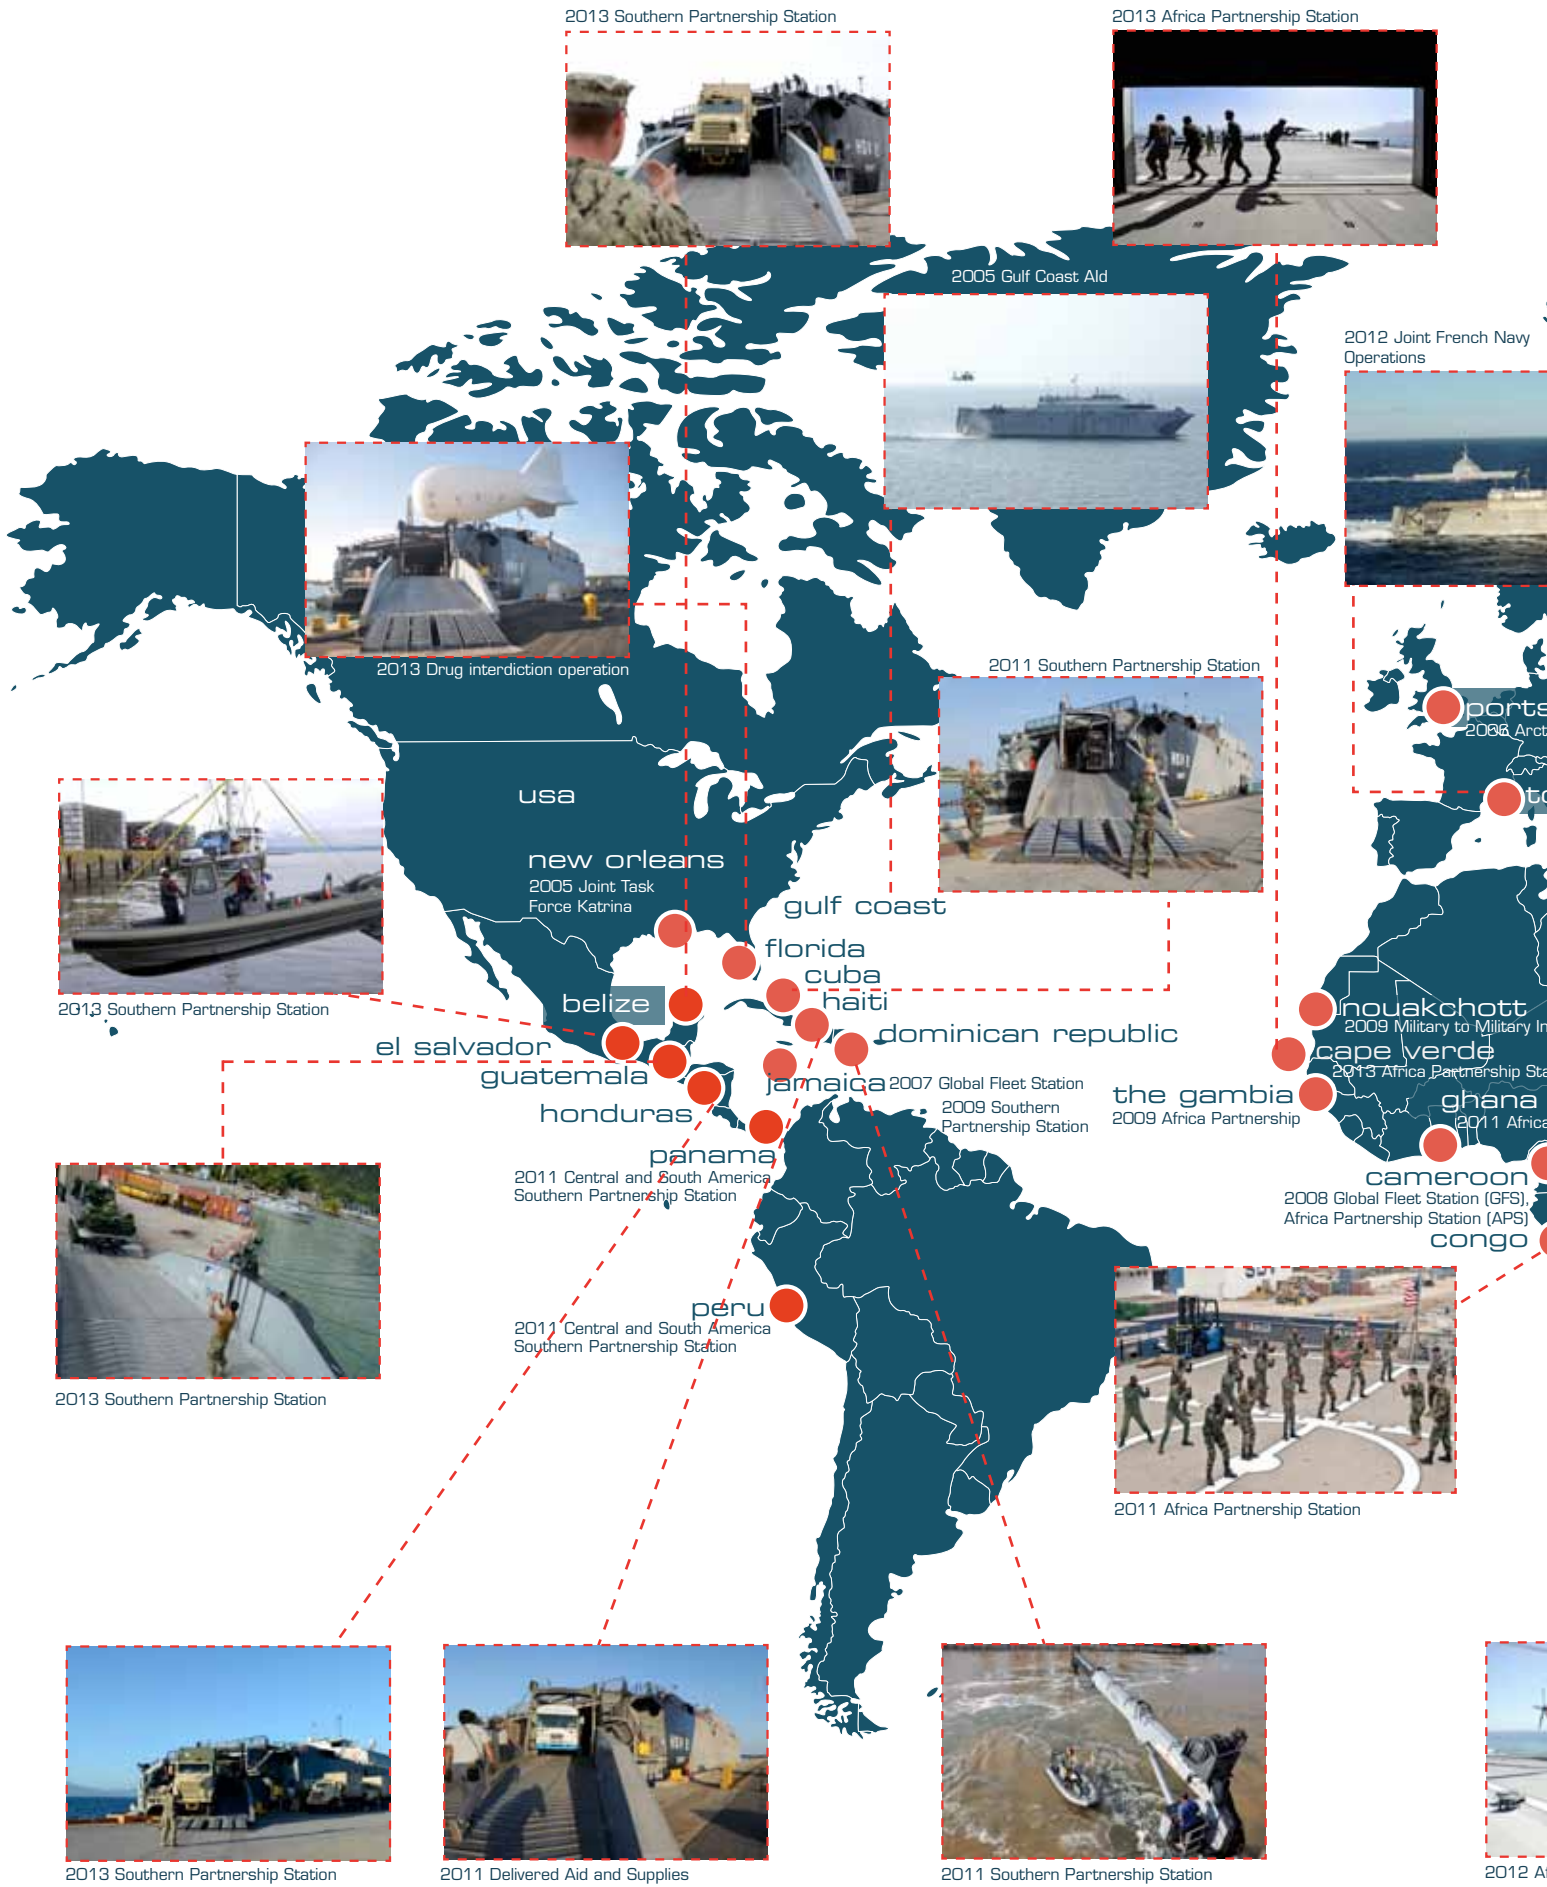 2013 Southern Partnership Station
2013 Africa Partnership Station
2005 Gulf Coast AId
2012 Joint French Navy
Operations
2013 Drug interdiction operation
2011 Southern Partnership Station
usa
new orleans
2005 Joint Task
Force Katrina
gulf coast
florida
cuba
haiti
dominican republic
belize
2013 Southern Partnership Station
el salvador
guatemala
honduras
jamaica
2007 Global Fleet Station
2009 Southern
Partnership Station
panama
2011 Central and South America
Southern Partnership Station
peru
2011 Central and South America
Southern Partnership Station
nouakchott
2009 Military to Military
cape verde
2013 Africa Partnership
the gambia
2009 Africa Partnership
ghana
2011
cameroon
2008 Global Fleet Station (GFS),
Africa Partnership Station (APS)
congo
2013 Southern Partnership Station
2011 Africa Partnership Station
2013 Southern Partnership Station
2011 Delivered Aid and Supplies
2011 Southern Partnership Station
2012